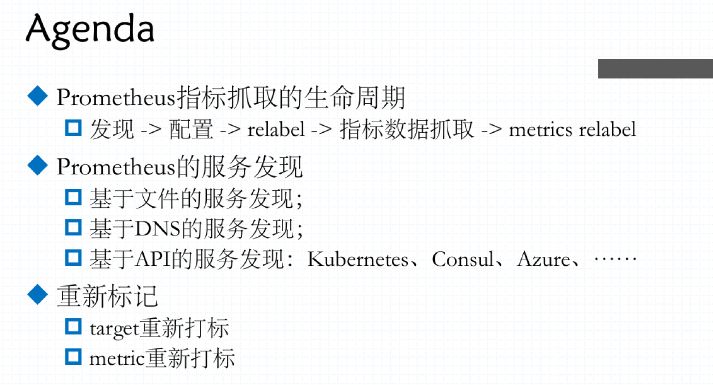 Agenda
Prometheus指标抓取的生命周期
发现 -> 配置 -> relabel -> 指标数据抓取 -> metrics relabel
Prometheus的服务发现
基于文件的服务发现；
基于DNS的服务发现；
基于API的服务发现：Kubernetes、Consul、Azure、……
重新标记
target重新打标
metric重新打标